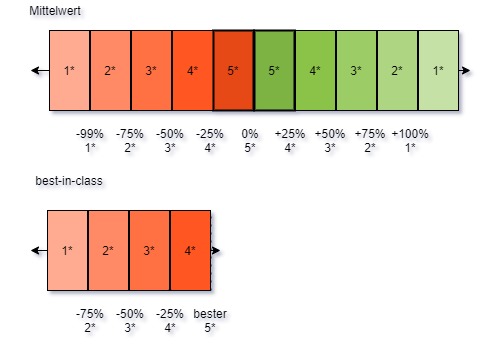 Mittelwert
1* 2* 3* 4* 5* 5* 4* 3* 2* 1*
-99% -75% -50% -25% 0% +25% +50% +75% +100%
1* 2* 3* 4* 5* 4* 3* 2* 1*
best-in-class
1* 2* 3* 4*
-75% -50% -25% bester
2* 3* 4* 5*